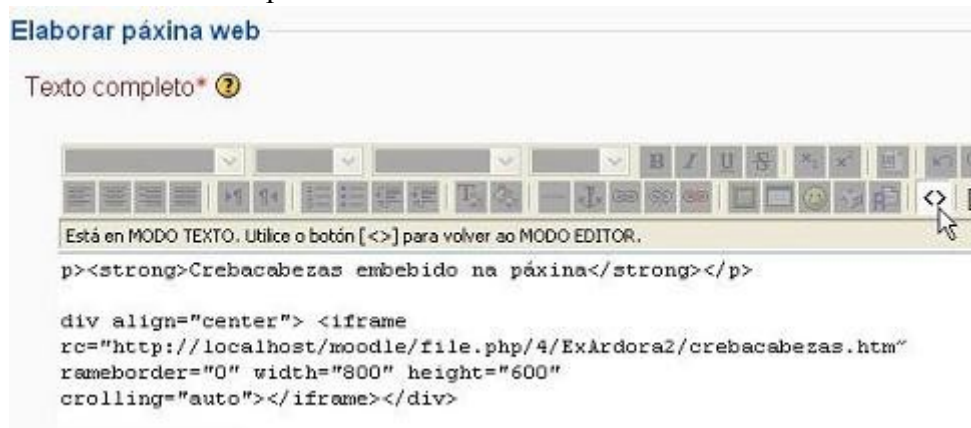 Elaborar páxina web
Texto completo* ?
B I U S x₂ x²
<>
Está en MODO TEXTO. Utilice o botón [<>] para volver ao MODO EDITOR.
p><strong>Crebacabezas embebido na páxina</strong></p>
div align="center"> <iframe
rc="http://localhost/moodle/file.php/4/ExArdora2/crebacabezas.htm"
rameborder="0" width="800" height="600"
crolling="auto"></iframe></div>